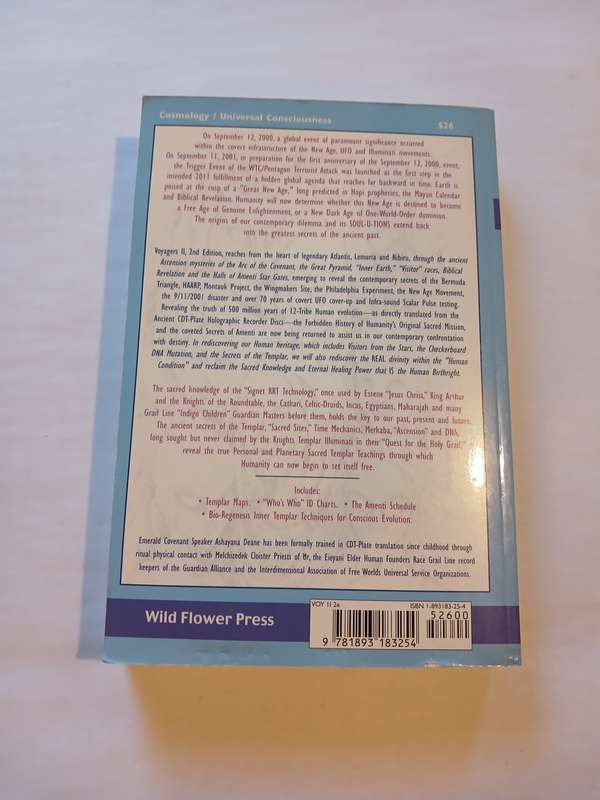 Cosmology / Universal Consciousness
$26
On September 12, 2000, a global event of paramount significance occurred
within the covert infrastructure of the New Age, UFO and Illuminati movements.
On September 11, 2001, in preparation for the first anniversary of the September 12, 2000, event,
the Trigger Event of the WTC/Pentagon Terrorist Attack was launched as the first step in the
intended 2011 fulfillment of a hidden global agenda that reaches far backward in time. Earth is
poised at the cusp of a "Great New Age," long predicted in Hopi prophecies, the Mayan Calendar
and Biblical Revelation. Humanity will now determine whether this New Age is destined to become
a Free Age of Genuine Enlightenment, or a New Dark Age of One-World-Order dominion.
The origins of our contemporary dilemma and its SOUL-U-TIONS extend back
into the greatest secrets of the ancient past.
Voyagers II, 2nd Edition, reaches from the heart of legendary Atlantis, Lemuria and Nibiru, through the ancient
Ascension mysteries of the Arc of the Covenant, the Great Pyramid, "Inner Earth," "Visitor" races, Biblical
Revelation and the Halls of Amenti Star Gates, emerging to reveal the contemporary secrets of the Bermuda
Triangle, HAARP, Montauk Project, the Wingmakers Site, the Philadelphia Experiment, the New Age Movement,
the 9/11/2001 disaster and over 70 years of covert UFO cover-up and Infra-sound Scalar Pulse testing.
Revealing the truth of 500 million years of 12-Tribe Human evolution—as directly translated from the
Ancient CDT-Plate Holographic Recorder Discs—the Forbidden History of Humanity's Original Sacred Mission,
and the coveted Secrets of Amenti are now being returned to assist us in our contemporary confrontation
with destiny. In rediscovering our Human heritage, which includes Visitors from the Stars, the Checkerboard
DNA Mutation, and the Secrets of the Templar, we will also rediscover the REAL divinity within the "Human
Condition" and reclaim the Sacred Knowledge and Eternal Healing Power that IS the Human Birthright.
The sacred knowledge of the "Signet RRT Technology," once used by Essene "Jesus Christ," King Arthur
and the Knights of the Roundtable, the Cathari, Celtic-Druids, Incas, Egyptians, Maharajah and many
Grail Line "Indigo Children" Guardian Masters before them, holds the key to our past, present and future.
The ancient secrets of the Templar, "Sacred Sites," Time Mechanics, Merkaba, "Ascension" and DNA,
long sought but never claimed by the Knights Templar Illuminati in their "Quest for the Holy Grail,"
reveal the true Personal and Planetary Sacred Templar Teachings through which
Humanity can now begin to set itself free.
Includes:
• Templar Maps. • "Who's Who" ID Charts. • The Amenti Schedule
• Bio-Regenesis Inner Templar Techniques for Conscious Evolution.
Emerald Covenant Speaker Ashayana Deane has been formally trained in CDT-Plate translation since childhood through
ritual physical contact with Melchizedek Cloister Priests of Ur, the Eieyani Elder Human Founders Race Grail Line record
keepers of the Guardian Alliance and the Interdimensional Association of Free Worlds Universal Service Organizations.
Wild Flower Press
VOY II 2e
ISBN 1-893183-25-4
52600
9 781893 183254